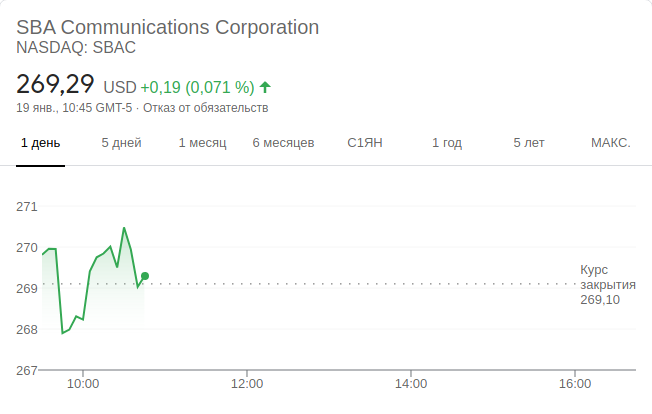 SBA Communications Corporation
NASDAQ: SBAC
269,29 USD +0,19 (0,071 %)
19 янв., 10:45 GMT-5 · Отказ от обязательств
1 день 5 дней 1 месяц 6 месяцев С1ЯН 1 год 5 лет МАКС.
271
270
269
268
267
Курс
закрытия
269,10
10:00 12:00 14:00 16:00